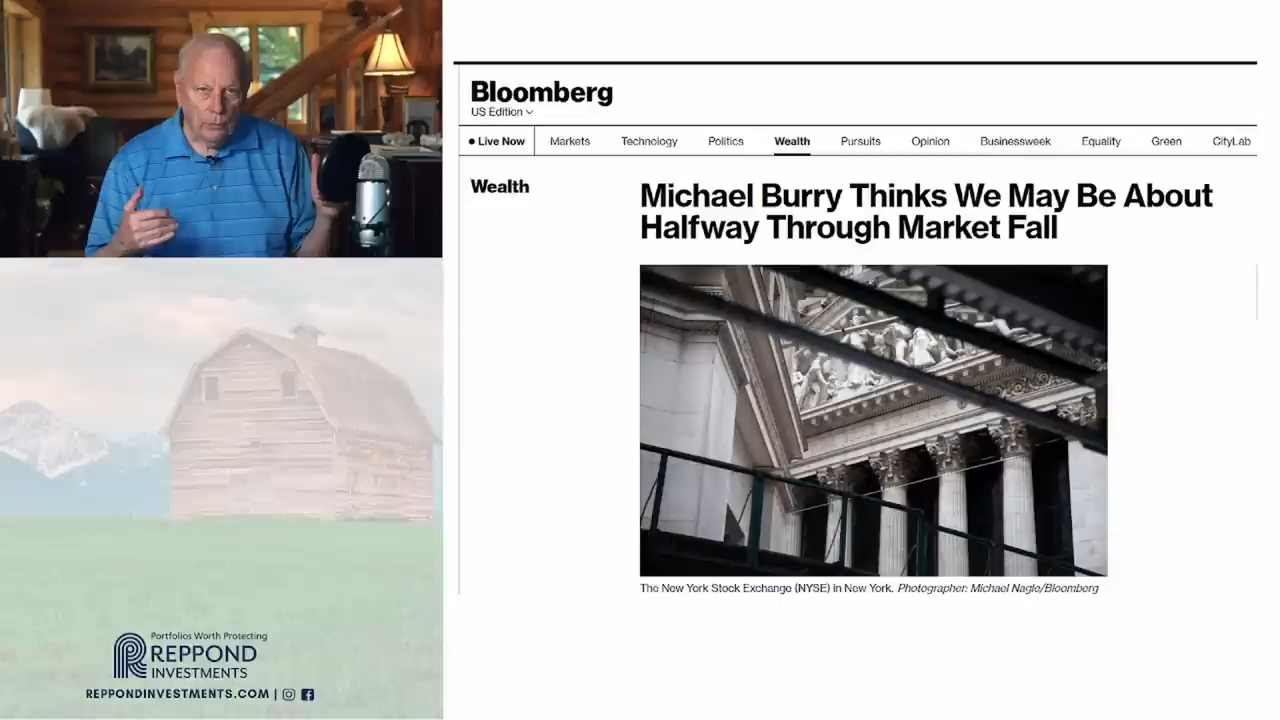 Bloomberg
US Edition
Live Now Markets Technology Politics Wealth Pursuits Opinion Businessweek Equality Green CityLab
Wealth
Michael Burry Thinks We May Be About
Halfway Through Market Fall
The New York Stock Exchange (NYSE) in New York. Photographer: Michael Nagle/Bloomberg
Portfolios Worth Protecting
REPPOND
INVESTMENTS
REPPONDINVESTMENTS.COM |